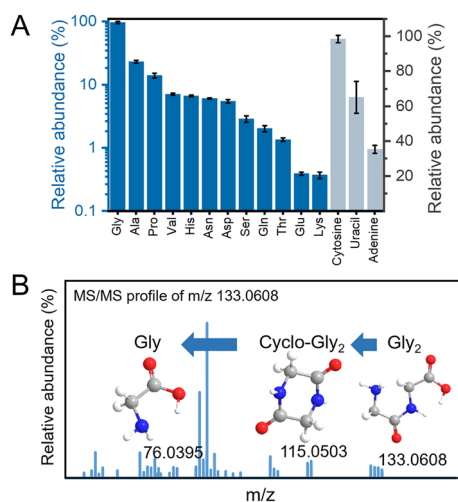 A
Relative abundance (%)
100
10
1
0.1
Relative abundance (%)
100
80
60
40
20
Gly
Ala
Pro
Val
His
Asn
Asp
Ser
Gln
Thr
Glu
Lys
Cytosine
Uracil
Adenine
B
Relative abundance (%)
MS/MS profile of m/z 133.0608
Gly
Cyclo-Gly2
Gly2
76.0395
115.0503
133.0608
m/z